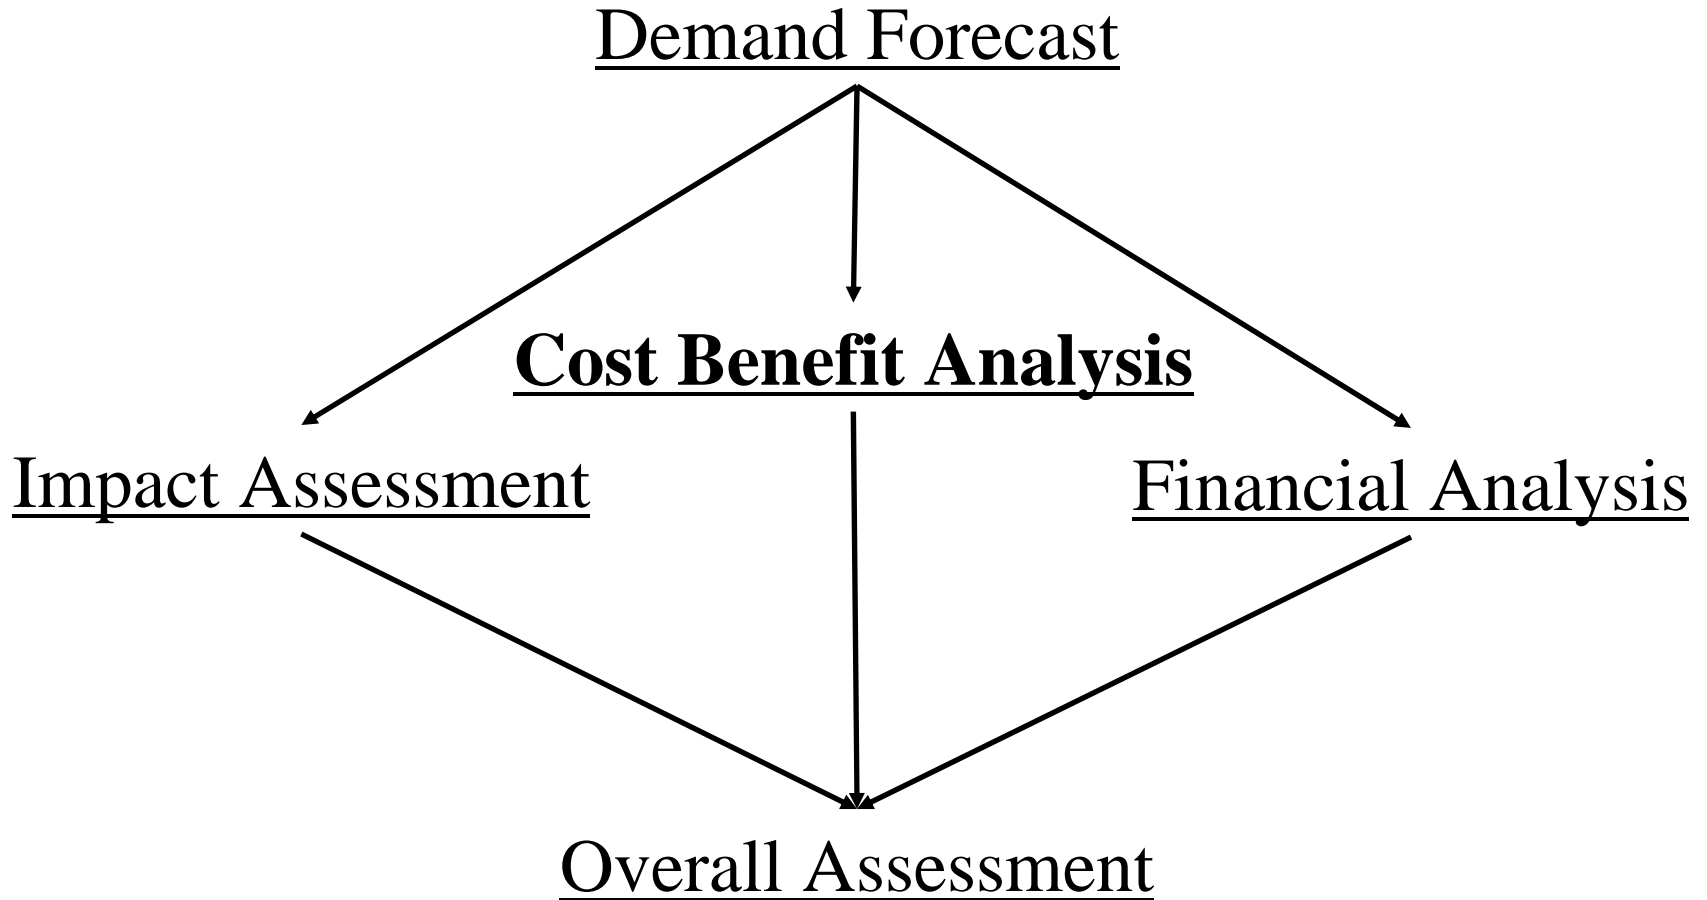 Demand Forecast
Cost Benefit Analysis
Impact Assessment
Financial Analysis
Overall Assessment